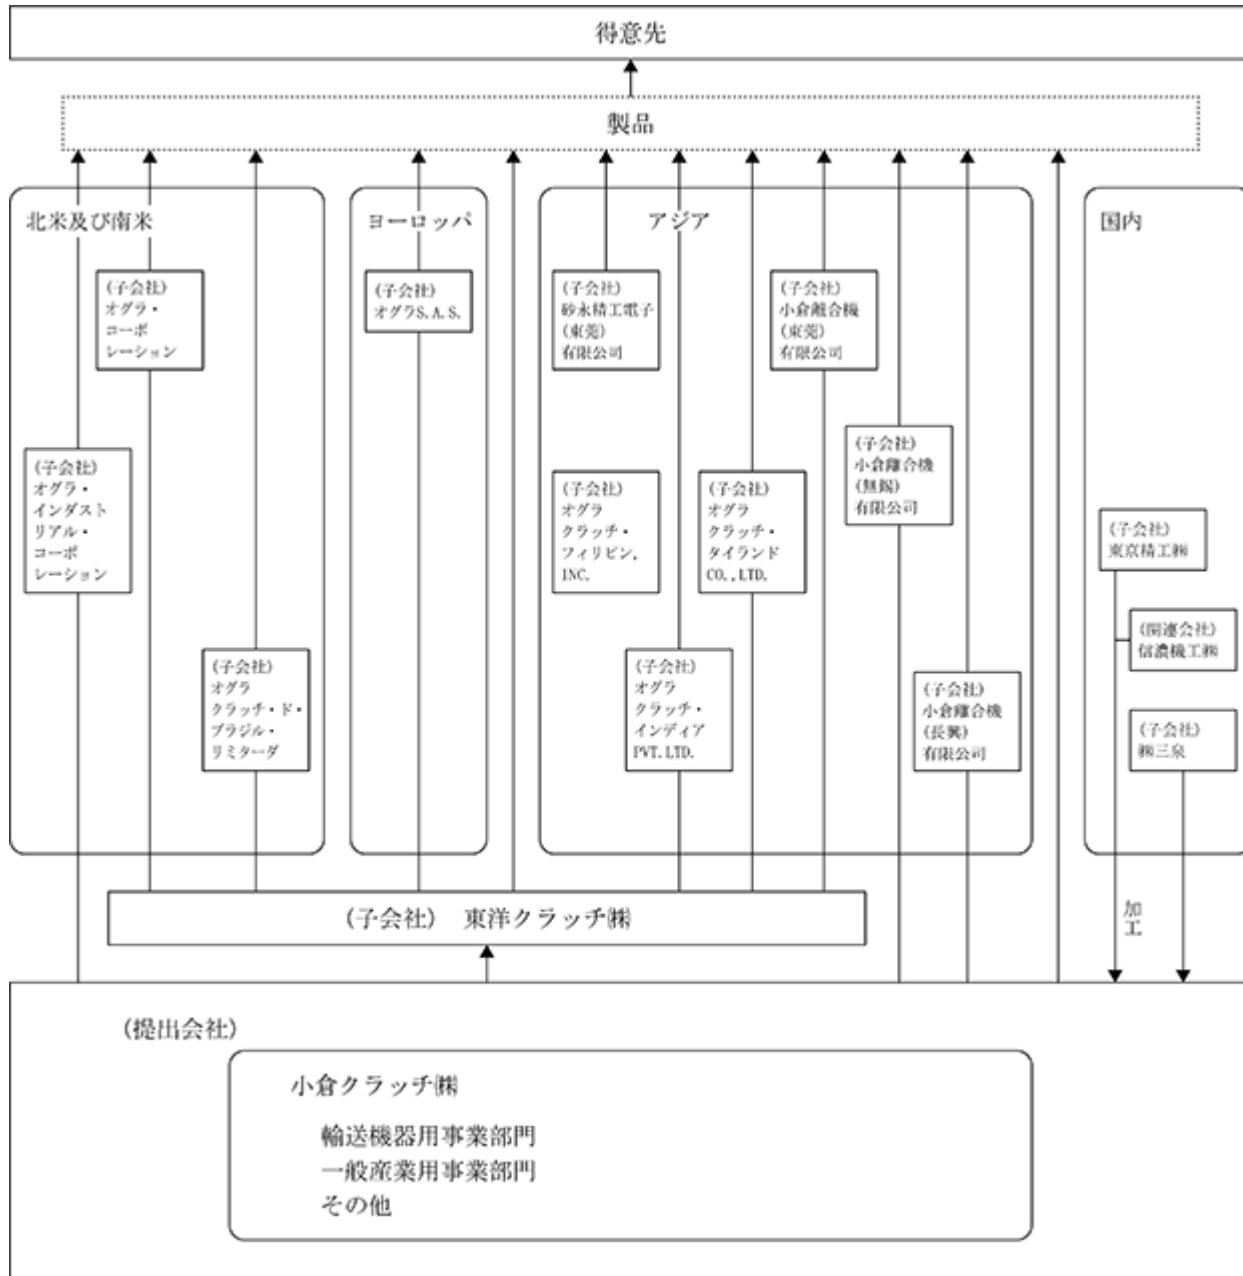 得意先
製品
北米及び南米
(子会社)
オグラ・
コーポ
レーション
(子会社)
オグラ・
インダスト
リアル・
コーポ
レーション
(子会社)
オグラ
クラッチ・ド・
ブラジル・
リミターダ
ヨーロッパ
(子会社)
オグラS.A.S.
アジア
(子会社)
砂永精工電子
(東莞)
有限公司
(子会社)
小倉離合機
(東莞)
有限公司
(子会社)
小倉離合機
(無錫)
有限公司
(子会社)
オグラ
クラッチ・
フィリピン,
INC.
(子会社)
オグラ
クラッチ・
タイランド
CO.,LTD.
(子会社)
オグラ
クラッチ・
インディア
PVT.LTD.
(子会社)
小倉離合機
(長興)
有限公司
国内
(子会社)
東京精工㈱
(関連会社)
信濃機工㈱
(子会社)
㈱三泉
加工
(子会社) 東洋クラッチ㈱
(提出会社)
小倉クラッチ㈱
輸送機器用事業部門
一般産業用事業部門
その他